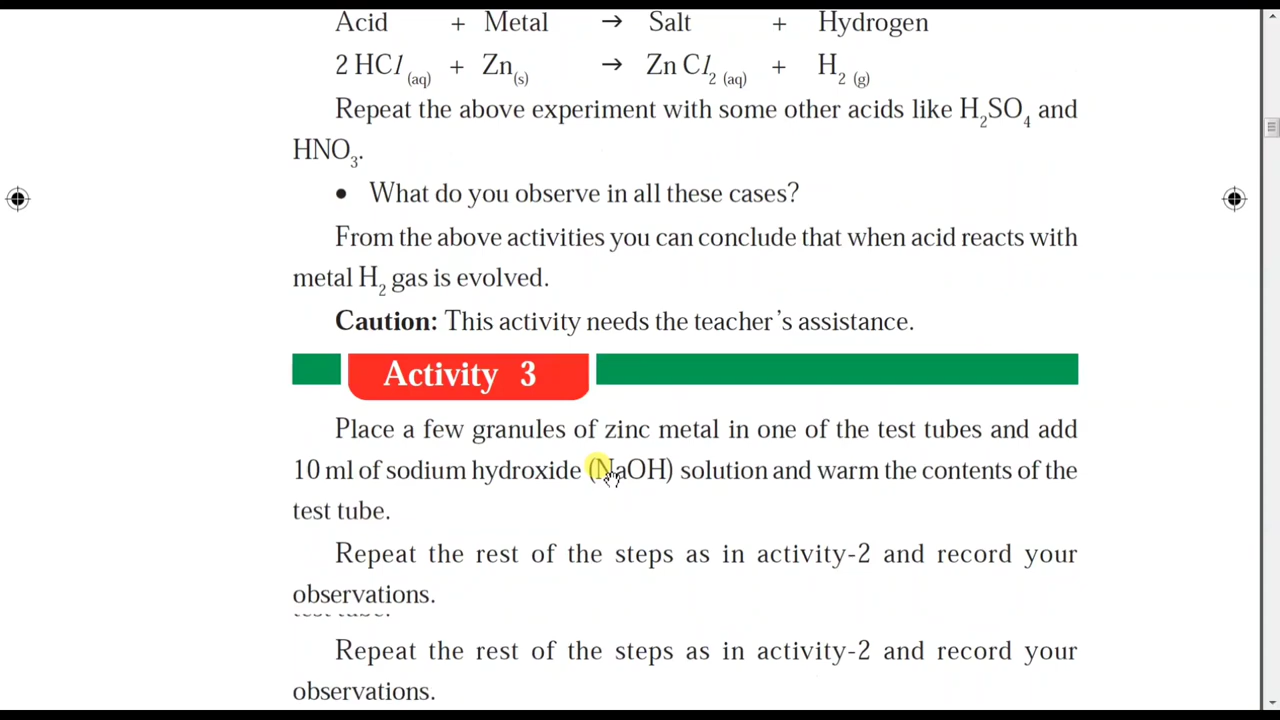 Acid + Metal → Salt + Hydrogen
2 HCl (aq) + Zn(s) → Zn Cl2 (aq) + H2 (g)
Repeat the above experiment with some other acids like H2SO4 and
HNO3.
• What do you observe in all these cases?
From the above activities you can conclude that when acid reacts with
metal H2 gas is evolved.
Caution: This activity needs the teacher's assistance.
Activity 3
Place a few granules of zinc metal in one of the test tubes and add
10 ml of sodium hydroxide (NaOH) solution and warm the contents of the
test tube.
Repeat the rest of the steps as in activity-2 and record your
observations.
Repeat the rest of the steps as in activity-2 and record your
observations.